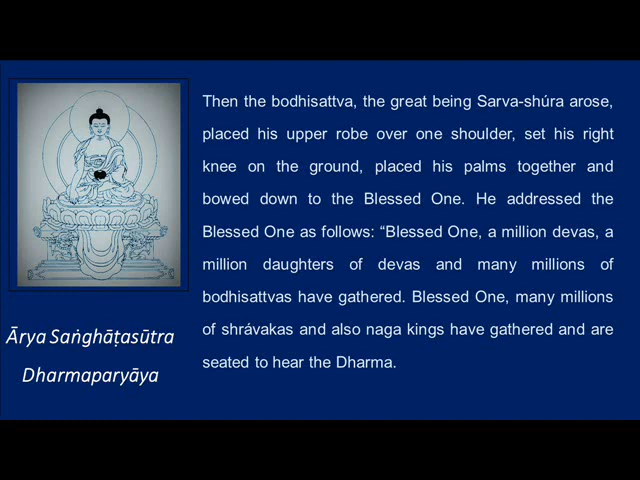 Then the bodhisattva, the great being Sarva-shúra arose,
placed his upper robe over one shoulder, set his right
knee on the ground, placed his palms together and
bowed down to the Blessed One. He addressed the
Blessed One as follows: “Blessed One, a million devas, a
million daughters of devas and many millions of
bodhisattvas have gathered. Blessed One, many millions
of shrávakas and also naga kings have gathered and are
seated to hear the Dharma.
Ārya Saṅghāṭasūtra
Dharmaparyāya